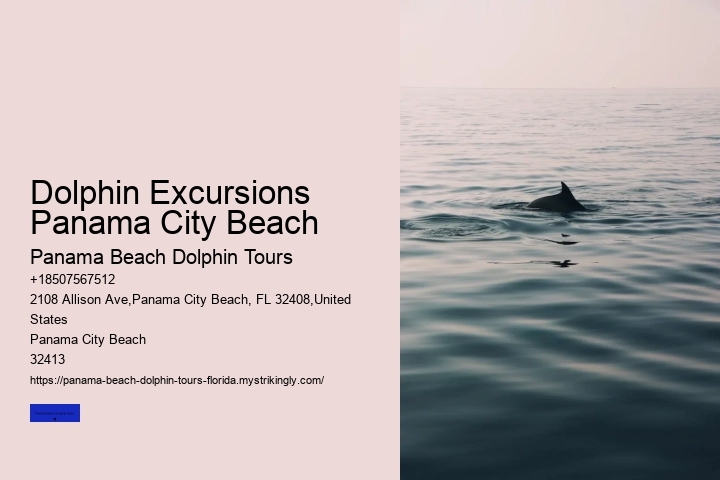 Dolphin Excursions
Panama City Beach
Panama Beach Dolphin Tours
+18507567512
2108 Allison Ave,Panama City Beach, FL 32408,United
States
Panama City Beach
32413
https://panama-beach-dolphin-tours-florida.mystrikingly.com/